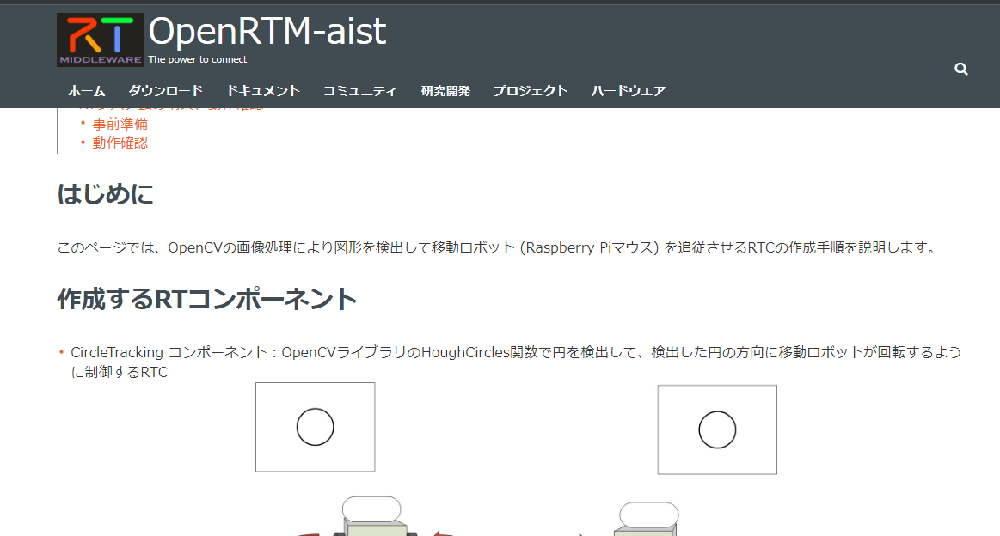 RT
MIDDLEWARE
OpenRTM-aist
The power to connect
ホーム ダウンロード ドキュメント コミュニティ 研究開発 プロジェクト ハードウエア
事前準備
動作確認
はじめに
このページでは、OpenCVの画像処理により図形を検出して移動ロボット (Raspberry Piマウス) を追従させるRTCの作成手順を説明します。
作成するRTコンポーネント
CircleTracking コンポーネント：OpenCVライブラリのHoughCircles関数で円を検出して、検出した円の方向に移動ロボットが回転するよう
に制御するRTC